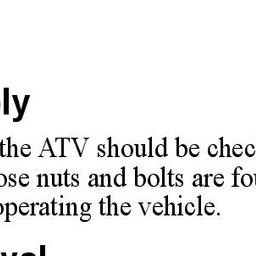 ly
the ATV should be chec
ose nuts and bolts are fou
operating the vehicle.
vel